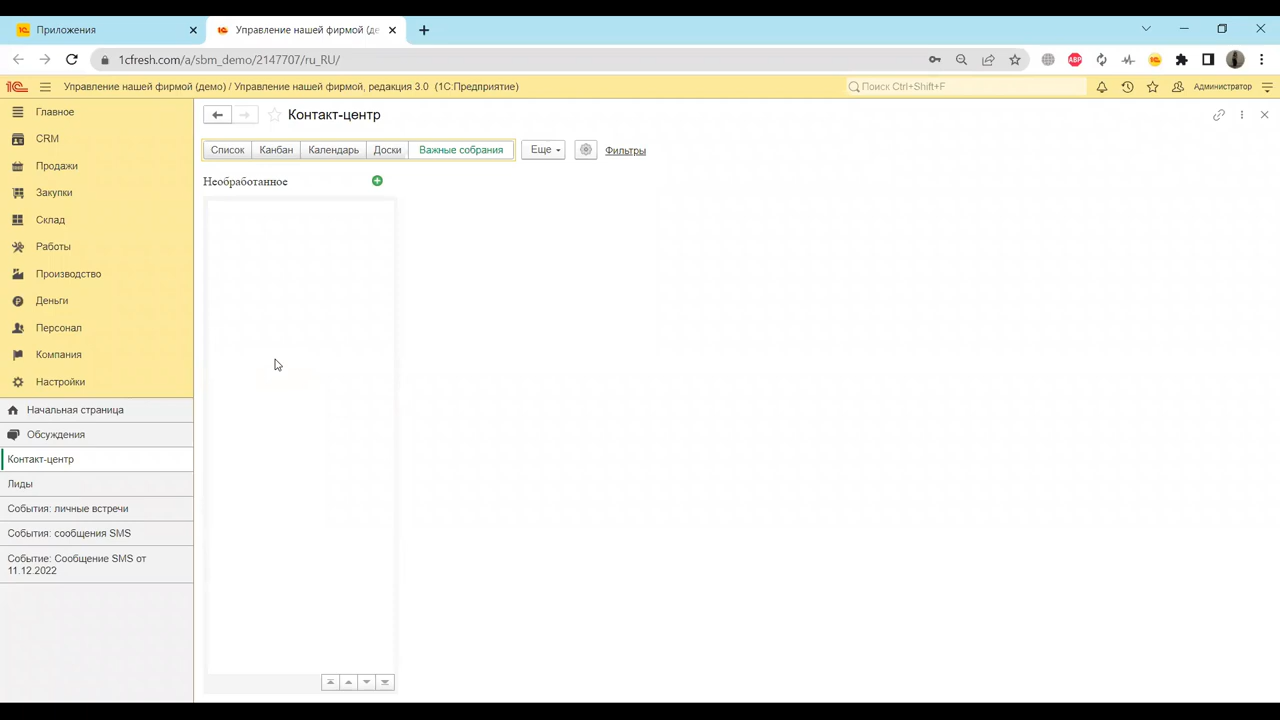 Приложения
Управление нашей фирмой (де
1cfresh.com/a/sbm_demo/2147707/ru_RU/
ABP
1С
Управление нашей фирмой (демо) / Управление нашей фирмой, редакция 3.0 (1С:Предприятие)
Поиск Ctrl+Shift+F
Администратор
Главное
CRM
Продажи
Закупки
Склад
Работы
Производство
Деньги
Персонал
Компания
Настройки
Начальная страница
Обсуждения
Контакт-центр
Лиды
События: личные встречи
События: сообщения SMS
Событие: Сообщение SMS от
11.12.2022
Контакт-центр
Список Канбан Календарь Доски Важные собрания Еще Фильтры
Необработанное